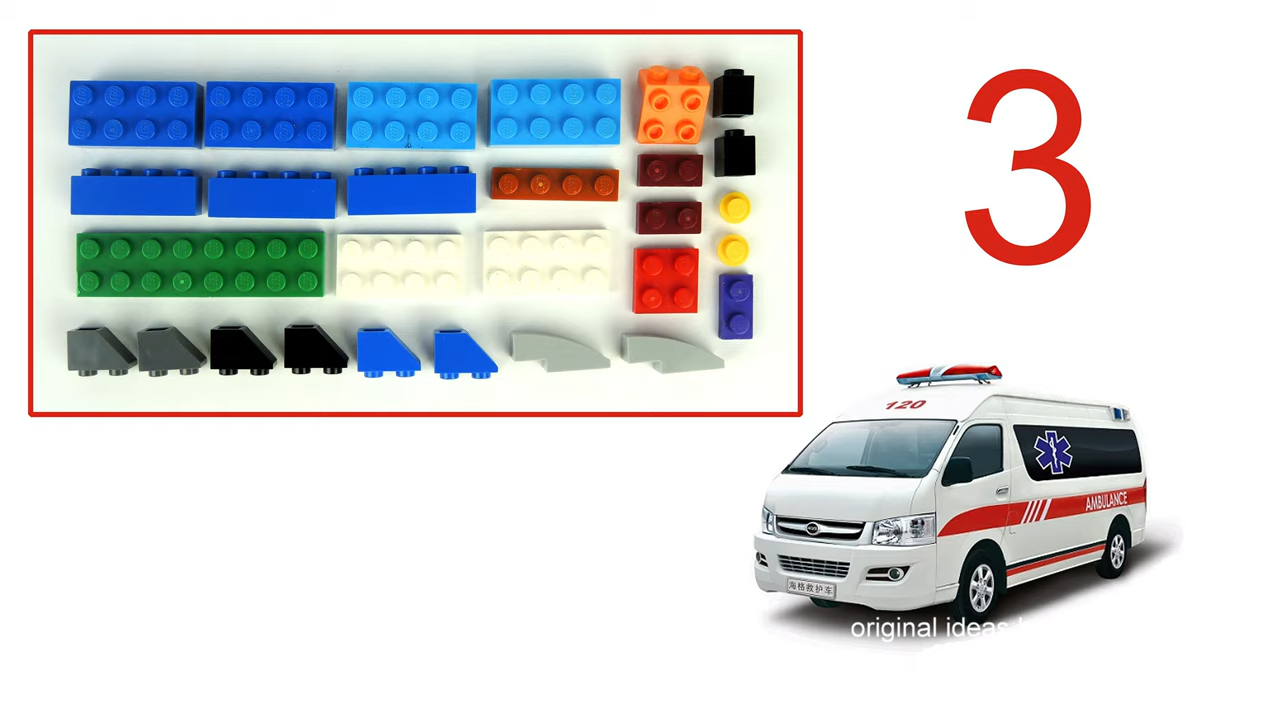 3
120
AMBULANCE
海格救护车
original ideas